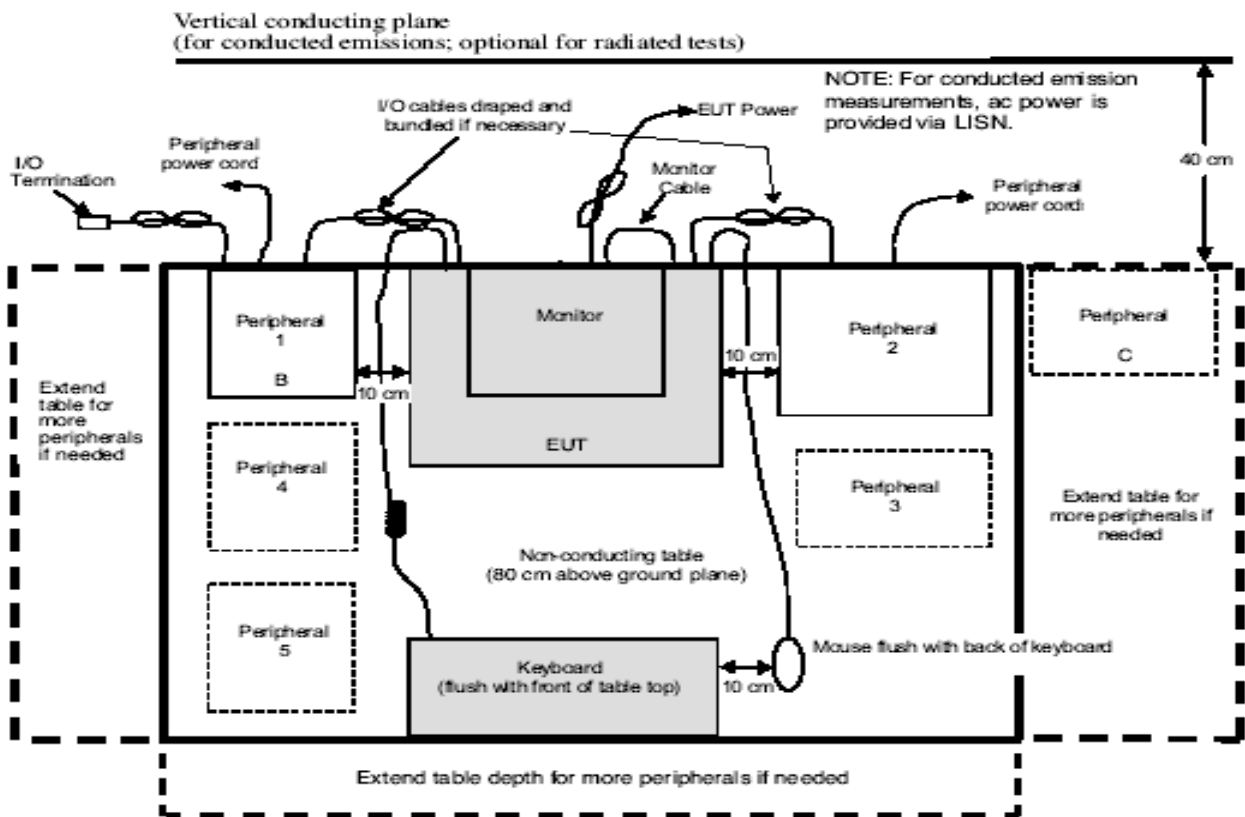 Vertical conducting plane
(for conducted emissions; optional for radiated tests)
NOTE: For conducted emission
measurements, ac power is
provided via LISN.
I/O cables draped and
bundled if necessary
EUT Power
40 cm
Peripheral
power cord
I/O
Termination
Monitor
Cable
Peripheral
power cord
Peripheral
1
B
Monitor
Peripheral
2
Peripheral
C
10 cm
10 cm
EUT
Extend
table for
more
peripherals
if needed
Peripheral
4
Peripheral
3
Extend table for
more peripherals if
needed
Non-conducting table
(80 cm above ground plane)
Peripheral
5
Mouse flush with back of keyboard
Keyboard
(flush with front of table top)
10 cm
Extend table depth for more peripherals if needed